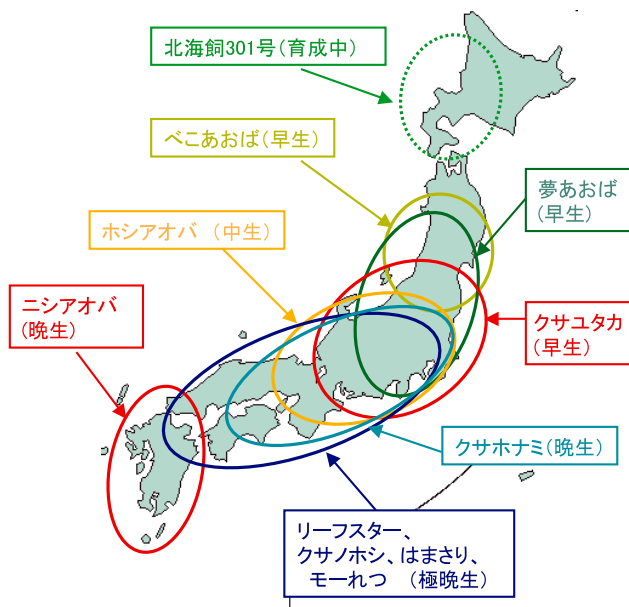 北海飼301号(育成中)
べこあおば(早生)
夢あおば
(早生)
ホシアオバ (中生)
ニシアオバ
(晩生)
クサユタカ
(早生)
クサホナミ(晩生)
リーフスター、
クサノホシ、はまさり、
モーれつ (極晩生)